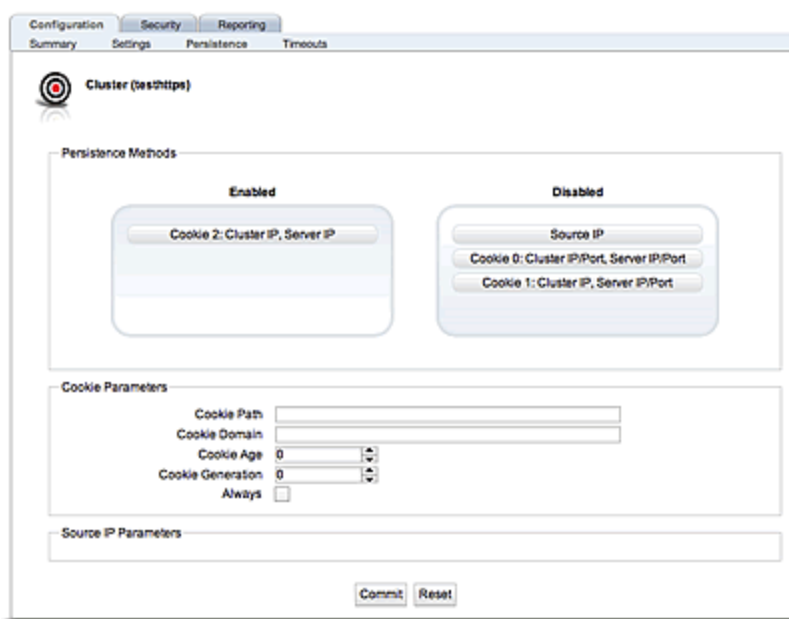 Configuration Security Reporting
Summary Settings Persistence Timeouts
Cluster (testhttps)
Persistence Methods
Enabled Disabled
Cookie 2: Cluster IP, Server IP Source IP
Cookie 0: Cluster IP/Port, Server IP/Port
Cookie 1: Cluster IP, Server IP/Port
Cookie Parameters
Cookie Path
Cookie Domain
Cookie Age 0
Cookie Generation 0
Always
Source IP Parameters
Commit Reset